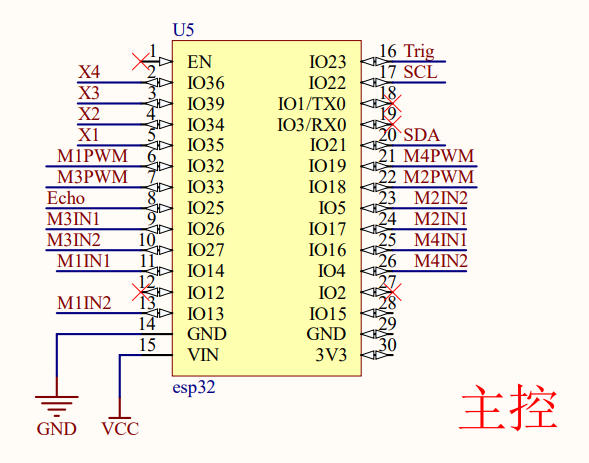 U5
1 EN IO23 16 Trig
X4 2 IO36 IO22 17 SCL
X3 3 IO39 IO1/TX0 18
X2 4 IO34 IO3/RX0 19
X1 5 IO35 IO21 20 SDA
M1PWM 6 IO32 IO19 21 M4PWM
M3PWM 7 IO33 IO18 22 M2PWM
Echo 8 IO25 IO5 23 M2IN2
M3IN1 9 IO26 IO17 24 M2IN1
M3IN2 10 IO27 IO16 25 M4IN1
M1IN1 11 IO14 IO4 26 M4IN2
12 IO12 IO2 27
M1IN2 13 IO13 IO15 28
14 GND GND 29
15 VIN 3V3 30
esp32
GND VCC
主控